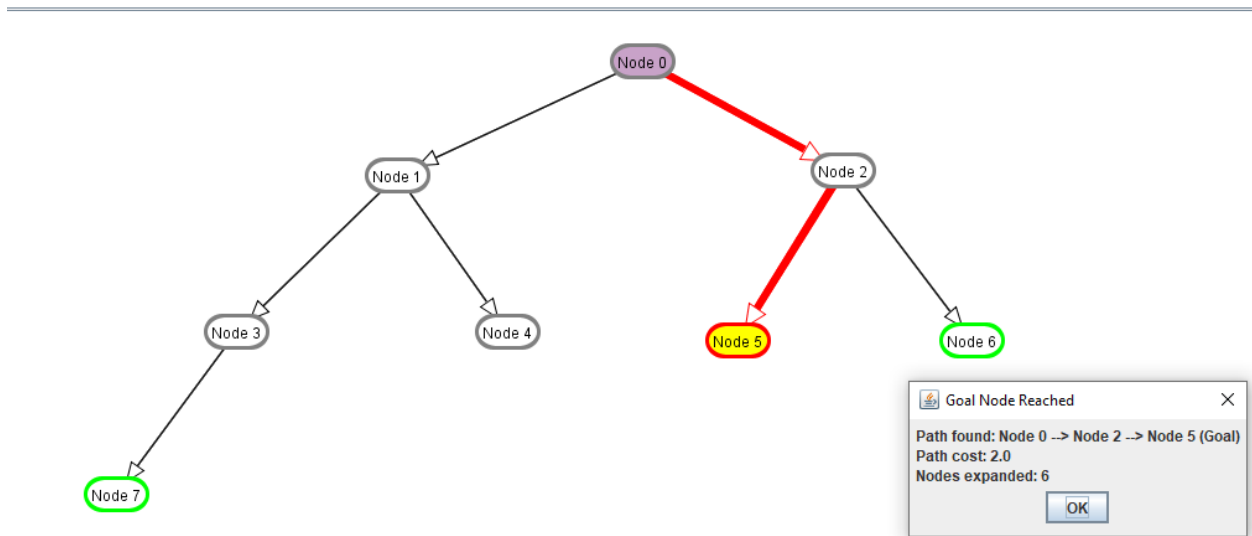 Node 0
Node 1
Node 2
Node 3
Node 4
Node 5
Node 6
Node 7
Goal Node Reached
Path found: Node 0 --> Node 2 --> Node 5 (Goal)
Path cost: 2.0
Nodes expanded: 6
OK